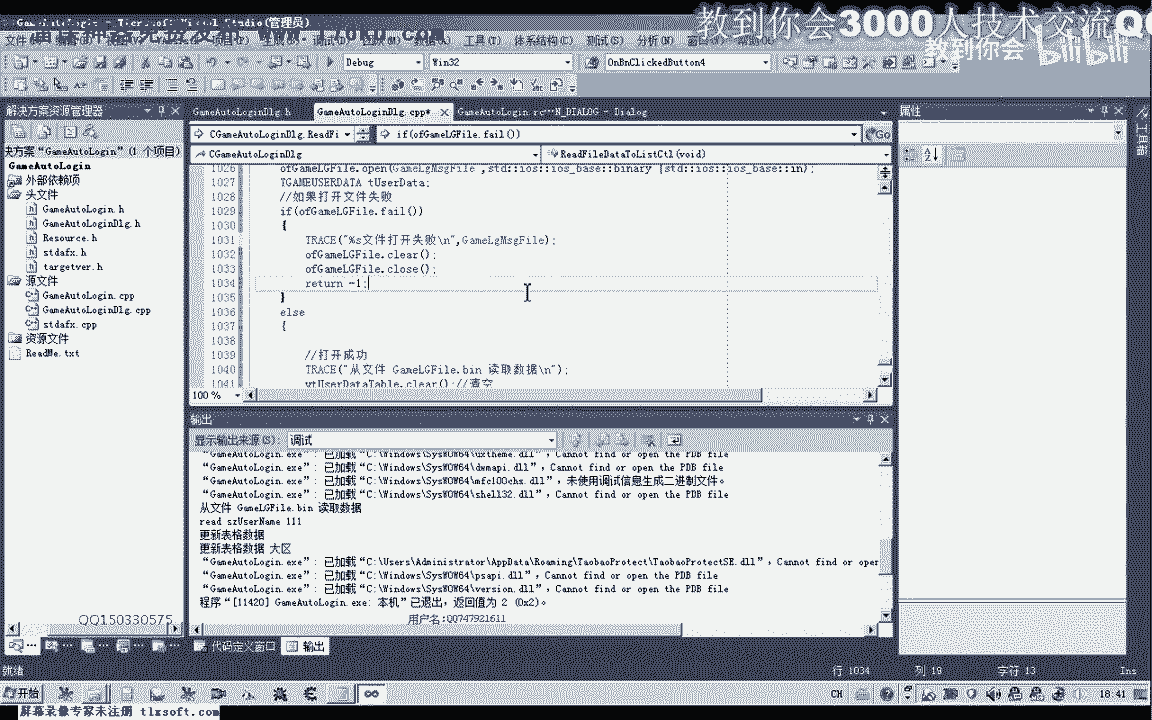 GameAutoLogin - Microsoft Visual Studio(管理员)
教到你会3000人技术交流Q
教到你会 bilibili
工具(T) 体系结构(C) 测试(S) 分析(N)
Debug Win32 OnBnClickedButton4
解决方案资源管理器
GameAutoLoginDlg.h GameAutoLoginDlg.cpp* N_DIALOG - Dialog
属性
工具箱
CGameAutoLoginDlg.ReadFi if(ofGameLGFile.fail()) Go
CGameAutoLoginDlg ReadFileDataToListCtl(void)
决方案"GameAutoLogin" (1 个项目)
GameAutoLogin
外部依赖项
头文件
GameAutoLogin.h
GameAutoLoginDlg.h
Resource.h
stdafx.h
targetver.h
源文件
GameAutoLogin.cpp
GameAutoLoginDlg.cpp
stdafx.cpp
资源文件
ReadMe.txt
1026 ofGameLGFile.open(GameLgMsgFile ,std::ios::ios_base::binary |std::ios::ios_base::in);
1027 TGAMEUSERDATA tUserData;
1028 //如果打开文件失败
1029 if(ofGameLGFile.fail())
1030 {
1031 TRACE("%s文件打开失败\n",GameLgMsgFile);
1032 ofGameLGFile.clear();
1033 ofGameLGFile.close();
1034 return -1;
1035 }
1036 else
1037 {
1038
1039 //打开成功
1040 TRACE("从文件 GameLGFile.bin 读取数据\n");
1041 vtUserDataTable.clear();//清空
100 %
输出
显示输出来源(S): 调试
"GameAutoLogin.exe": 已加载"C:\Windows\SysWOW64\uxtheme.dll", Cannot find or open the PDB file
"GameAutoLogin.exe": 已加载"C:\Windows\SysWOW64\dwmapi.dll", Cannot find or open the PDB file
"GameAutoLogin.exe": 已加载"C:\Windows\SysWOW64\mfc100chs.dll", 未使用调试信息生成二进制文件。
"GameAutoLogin.exe": 已加载"C:\Windows\SysWOW64\shell32.dll", Cannot find or open the PDB file
从文件 GameLGFile.bin 读取数据
read szUserName 111
更新表格数据
更新表格数据 大区
"GameAutoLogin.exe": 已加载"C:\Users\Administrator\AppData\Roaming\TaobaoProtect\TaobaoProtectSE.dll", Cannot find or oper
"GameAutoLogin.exe": 已加载"C:\Windows\SysWOW64\psapi.dll", Cannot find or open the PDB file
"GameAutoLogin.exe": 已加载"C:\Windows\SysWOW64\version.dll", Cannot find or open the PDB file
程序"[11420] GameAutoLogin.exe: 本机"已退出，返回值为 2 (0x2)。
QQ150330575
用户名:QQ747921611
代码定义窗口 输出
就绪 行 1034 列 19 字符 13 Ins
开始 CH 18:41
屏幕录像专家未注册 tlxsoft.com